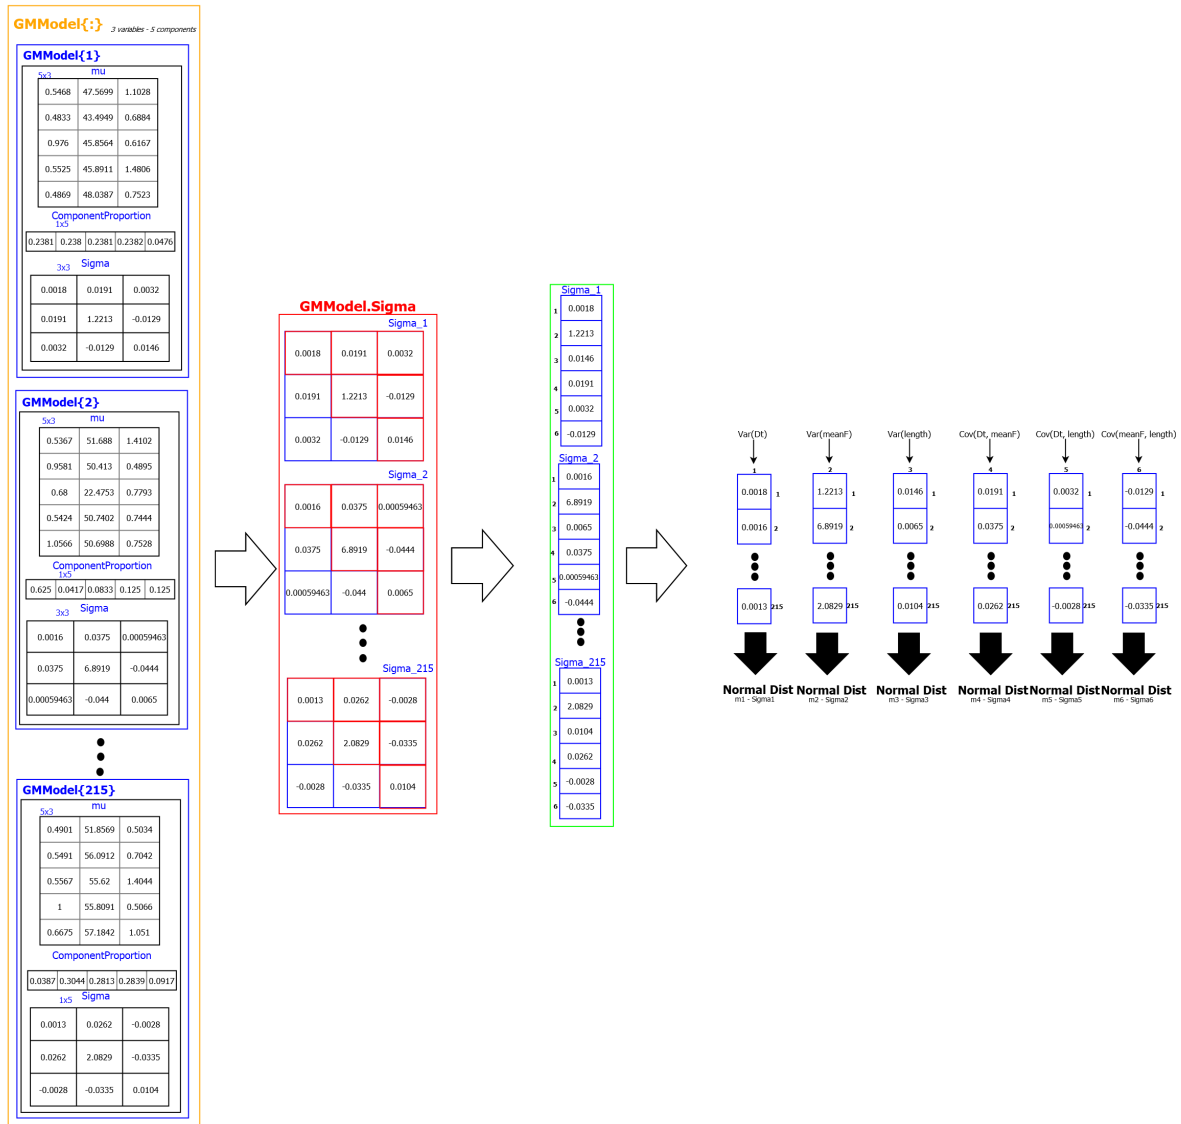 GMModel{:} 3 variables - 5 components
GMModel{1}
5x3 mu
0.5468 47.5699 1.1028
0.4833 43.4949 0.6884
0.976 45.8564 0.6167
0.5525 45.8911 1.4806
0.4869 48.0387 0.7523
ComponentProportion
1x5
0.2381 0.238 0.2381 0.2382 0.0476
3x3 Sigma
0.0018 0.0191 0.0032
0.0191 1.2213 -0.0129
0.0032 -0.0129 0.0146
GMModel{2}
5x3 mu
0.5367 51.688 1.4102
0.9581 50.413 0.4895
0.68 22.4753 0.7793
0.5424 50.7402 0.7444
1.0566 50.6988 0.7528
ComponentProportion
1x5
0.625 0.0417 0.0833 0.125 0.125
3x3 Sigma
0.0016 0.0375 0.00059463
0.0375 6.8919 -0.0444
0.00059463 -0.044 0.0065
GMModel{215}
5x3 mu
0.4901 51.8569 0.5034
0.5491 56.0912 0.7042
0.5567 55.62 1.4044
1 55.8091 0.5066
0.6675 57.1842 1.051
ComponentProportion
0.0387 0.3044 0.2813 0.2839 0.0917
1x5 Sigma
0.0013 0.0262 -0.0028
0.0262 2.0829 -0.0335
-0.0028 -0.0335 0.0104
GMModel.Sigma
Sigma_1
0.0018 0.0191 0.0032
0.0191 1.2213 -0.0129
0.0032 -0.0129 0.0146
Sigma_2
0.0016 0.0375 0.00059463
0.0375 6.8919 -0.0444
0.00059463 -0.044 0.0065
Sigma_215
0.0013 0.0262 -0.0028
0.0262 2.0829 -0.0335
-0.0028 -0.0335 0.0104
Sigma_1
1 0.0018
2 1.2213
3 0.0146
4 0.0191
5 0.0032
6 -0.0129
Sigma_2
1 0.0016
2 6.8919
3 0.0065
4 0.0375
5 0.00059463
6 -0.0444
Sigma_215
1 0.0013
2 2.0829
3 0.0104
4 0.0262
5 -0.0028
6 -0.0335
Var(Dt) Var(meanF) Var(length) Cov(Dt, meanF) Cov(Dt, length) Cov(meanF, length)
1 2 3 4 5 6
0.0018 1 1.2213 1 0.0146 1 0.0191 1 0.0032 1 -0.0129 1
0.0016 2 6.8919 2 0.0065 2 0.0375 2 0.00059463 2 -0.0444 2
0.0013 215 2.0829 215 0.0104 215 0.0262 215 -0.0028 215 -0.0335 215
Normal Dist Normal Dist Normal Dist Normal Dist Normal Dist Normal Dist
m1 - Sigma1 m2 - Sigma2 m3 - Sigma3 m4 - Sigma4 m5 - Sigma5 m6 - Sigma6